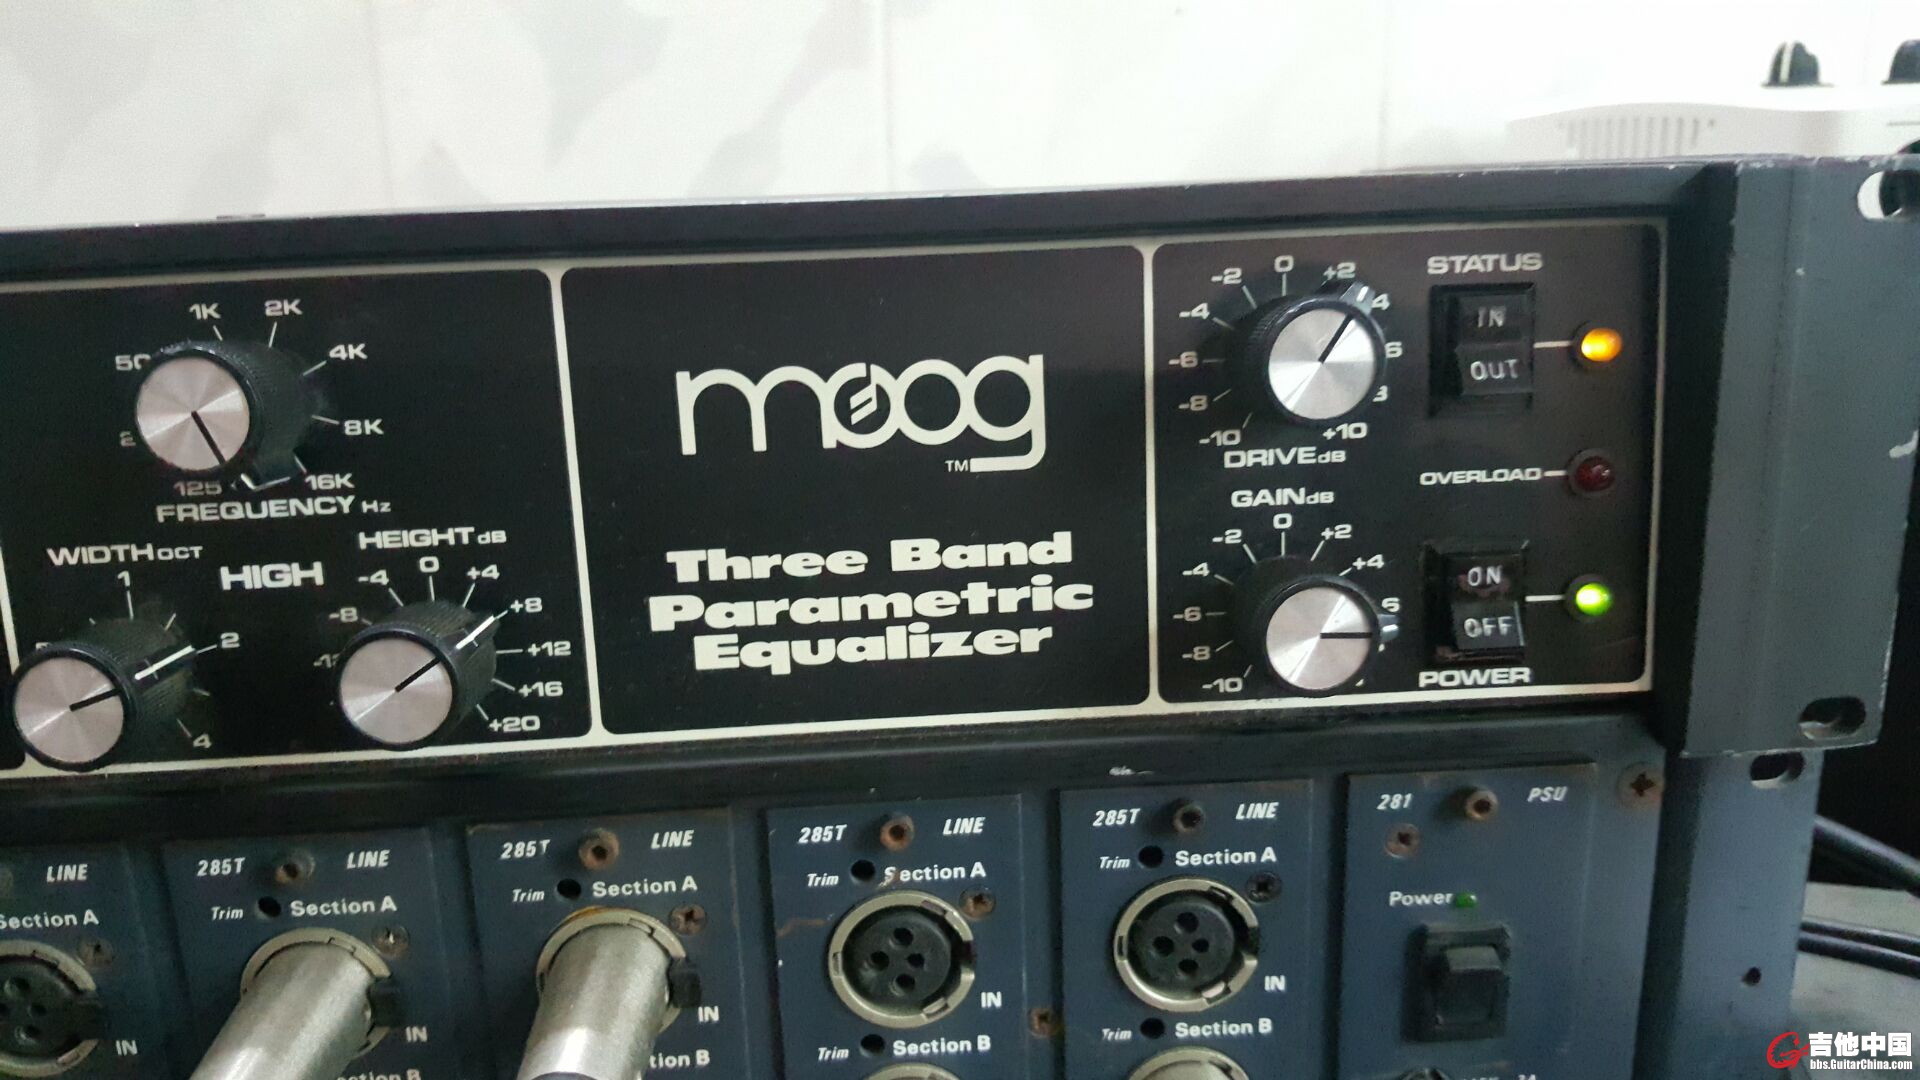 1K
2K
4K
8K
16K
125
FREQUENCY Hz
WIDTH OCT
1
2
4
HIGH
HEIGHT dB
-8
-4
0
+4
+8
+12
+16
+20
moog
TM
Three Band
Parametric
Equalizer
-10
-8
-6
-4
-2
0
+2
4
6
+10
DRIVE dB
GAIN dB
-10
-8
-6
-4
-2
0
+2
+4
6
STATUS
IN
OUT
OVERLOAD
ON
OFF
POWER
LINE
Section A
IN
285T
LINE
Trim
Section A
IN
285T
LINE
Trim
Section A
IN
285T
LINE
Trim
Section A
IN
Trim
Section B
285T
LINE
Trim
Section A
IN
Trim
Section B
281
PSU
Power
吉他中国
bbs.GuitarChina.com